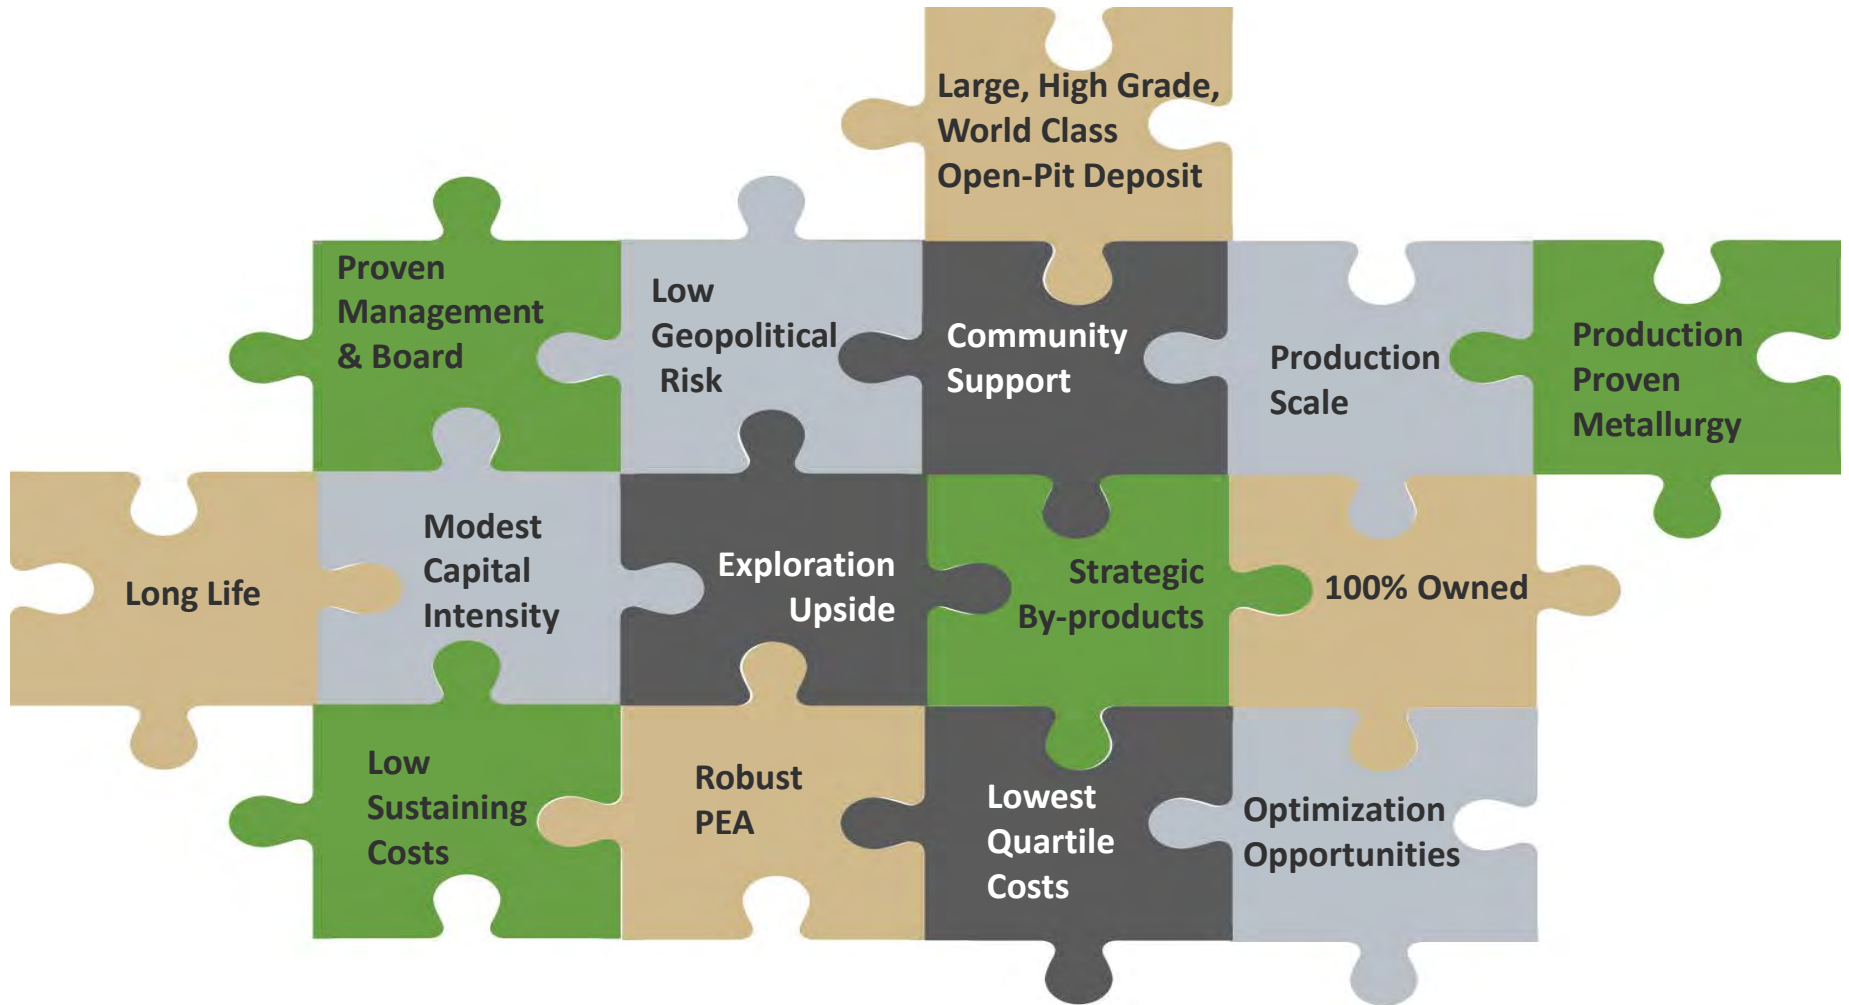 Large, High Grade,
World Class
Open-Pit Deposit
Proven
Management
& Board
Low
Geopolitical
Risk
Community
Support
Production
Scale
Production
Proven
Metallurgy
Long Life
Modest
Capital
Intensity
Exploration
Upside
Strategic
By-products
100% Owned
Low
Sustaining
Costs
Robust
PEA
Lowest
Quartile
Costs
Optimization
Opportunities